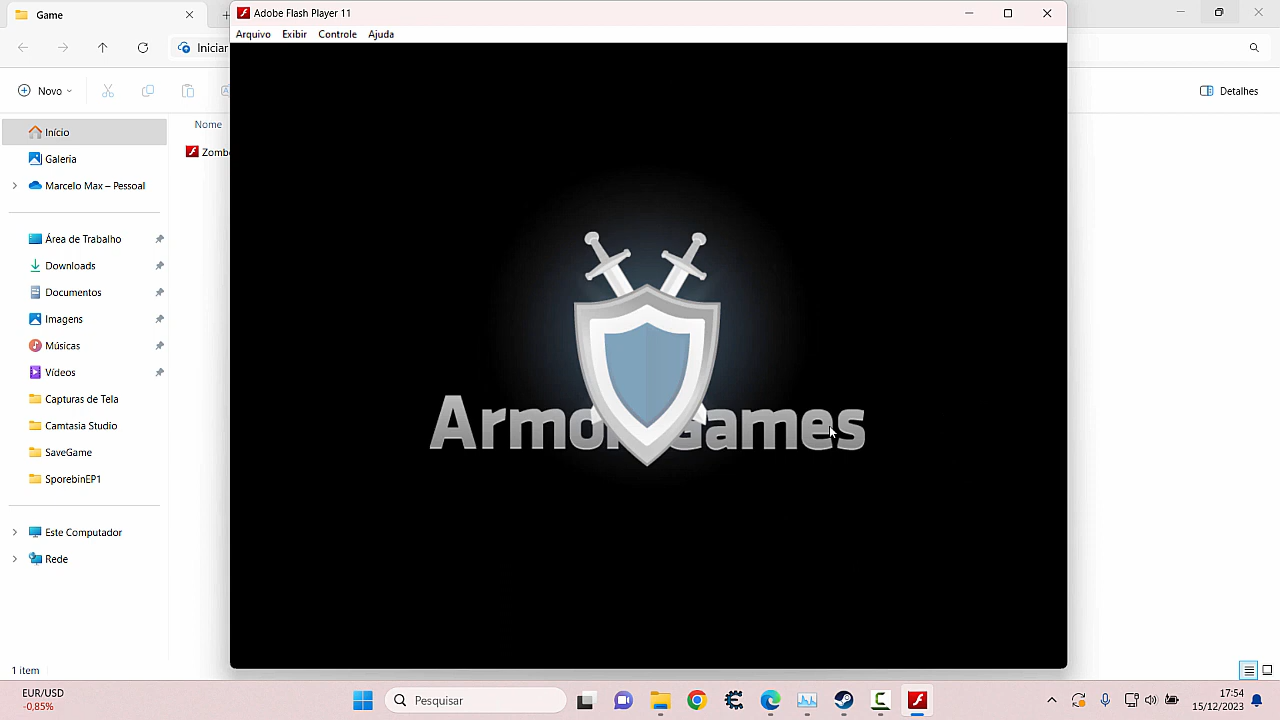 Game
Adobe Flash Player 11
Arquivo Exibir Controle Ajuda
Iniciar
Novo
Detalhes
Nome
Início
Galeria
Marcelo Max – Pessoal
Área de Trabalho
Downloads
Documentos
Imagens
Músicas
Vídeos
Capturas de Tela
Camtasia Studio
SaveGame
SporebinEP1
Este Computador
Rede
Armor Games
1 item
EUR/USD
-0,85%
Pesquisar
17:54
15/12/2023